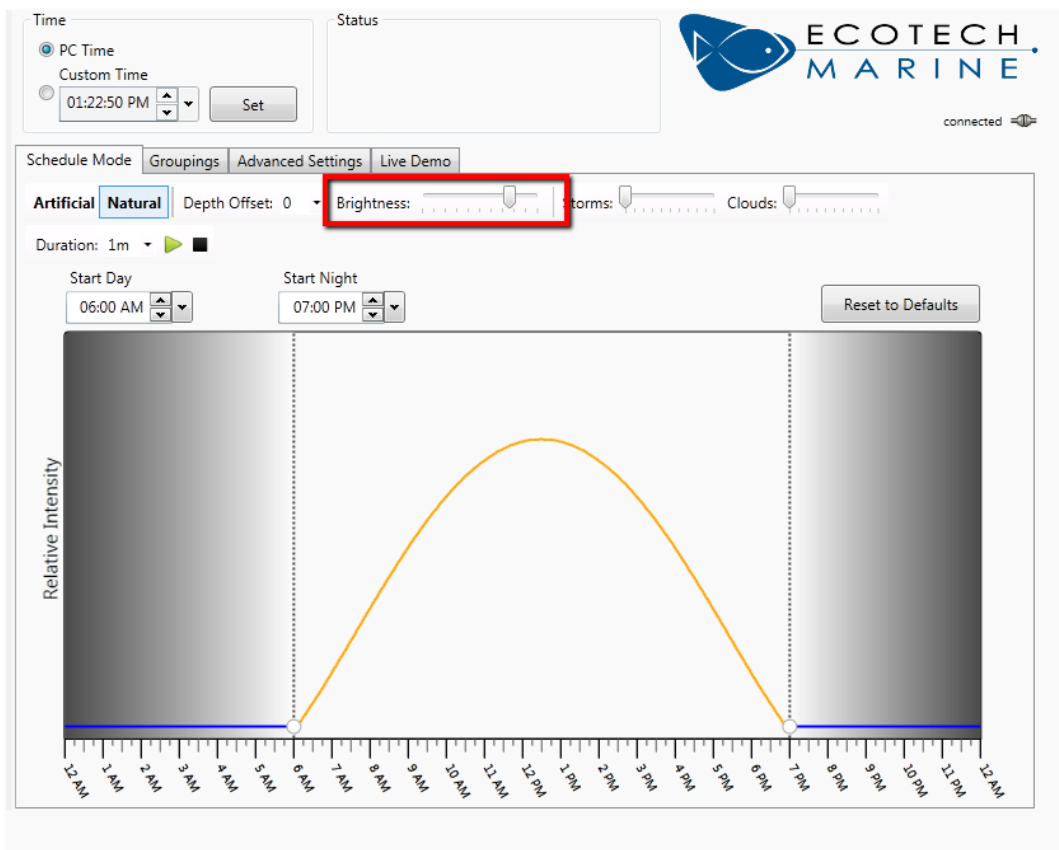 Time
PC Time
Custom Time
01:22:50 PM
Set
Status
ECOTECH
MARINE
connected
Schedule Mode Groupings Advanced Settings Live Demo
Artificial Natural Depth Offset: 0 Brightness: Storms: Clouds:
Duration: 1m
Start Day Start Night
06:00 AM 07:00 PM Reset to Defaults
Relative Intensity
12 AM 1 AM 2 AM 3 AM 4 AM 5 AM 6 AM 7 AM 8 AM 9 AM 10 AM 11 AM 12 PM 1 PM 2 PM 3 PM 4 PM 5 PM 6 PM 7 PM 8 PM 9 PM 10 PM 11 PM 12 AM